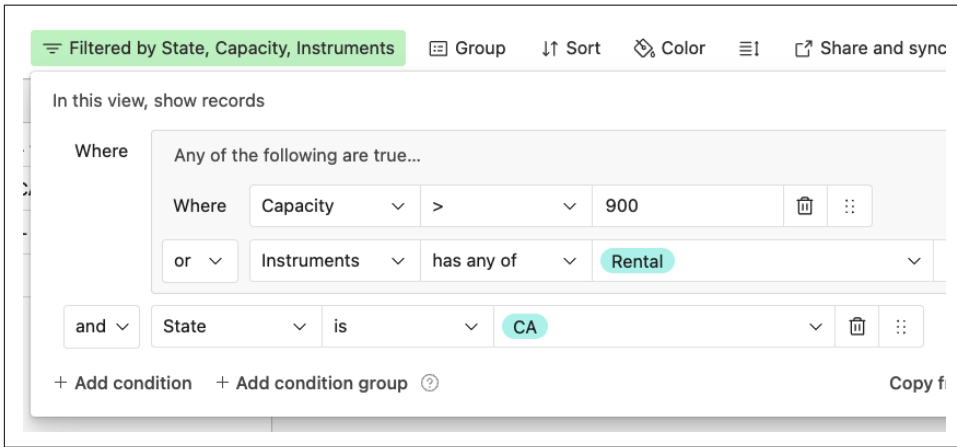 Filtered by State, Capacity, Instruments Group Sort Color Share and sync
In this view, show records
Where Any of the following are true...
Where Capacity > 900
or Instruments has any of Rental
and State is CA
+ Add condition + Add condition group ? Copy